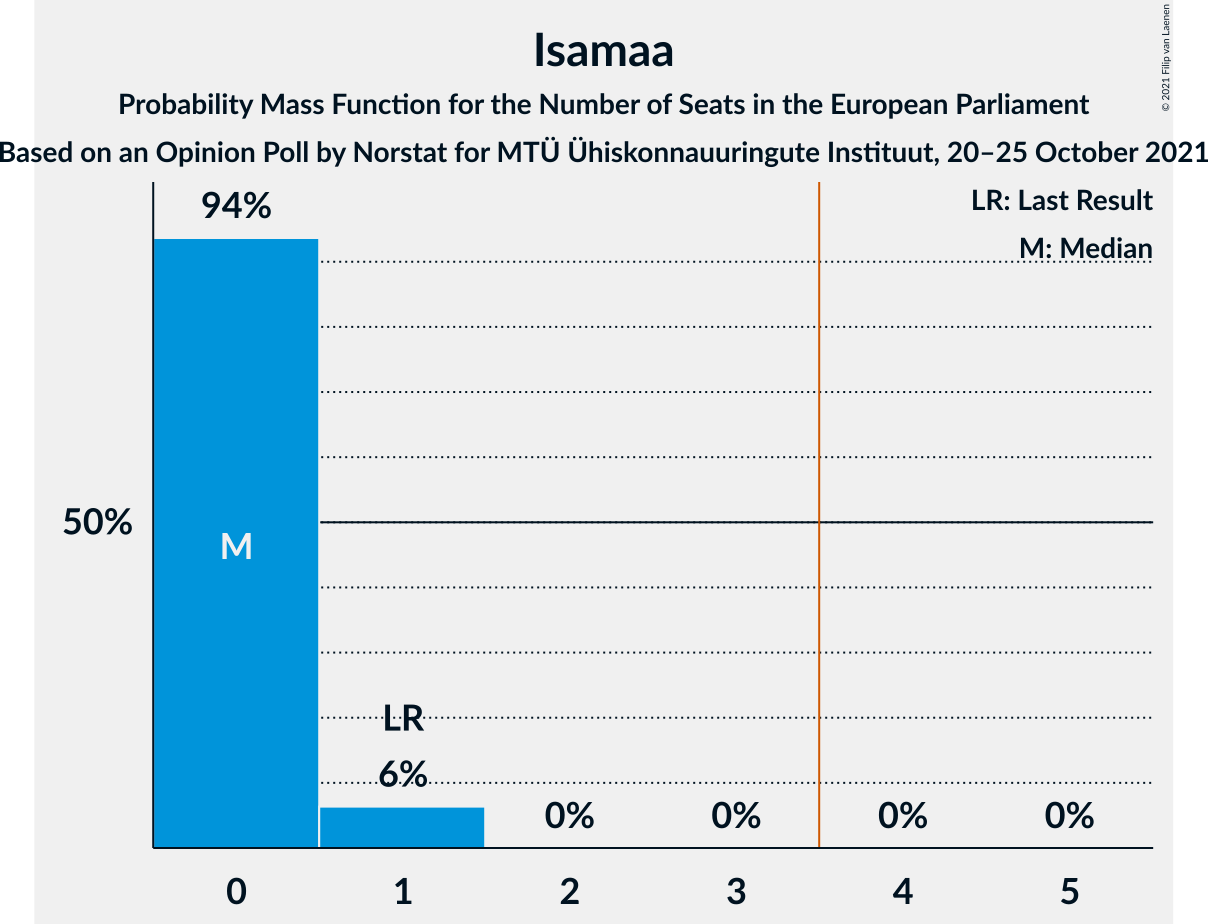 Isamaa
Probability Mass Function for the Number of Seats in the European Parliament
Based on an Opinion Poll by Norstat for MTÜ Ühiskonnauuringute Instituut, 20–25 October 2021
© 2021 Filip van Laenen
LR: Last Result
M: Median
94%
50%
M
LR
6%
0%
0%
0%
0%
0
1
2
3
4
5